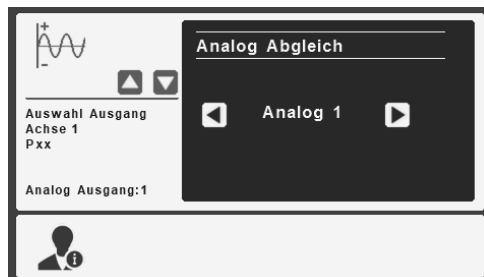 Analog Abgleich
Auswahl Ausgang
Achse 1
Pxx
Analog 1
Analog Ausgang:1